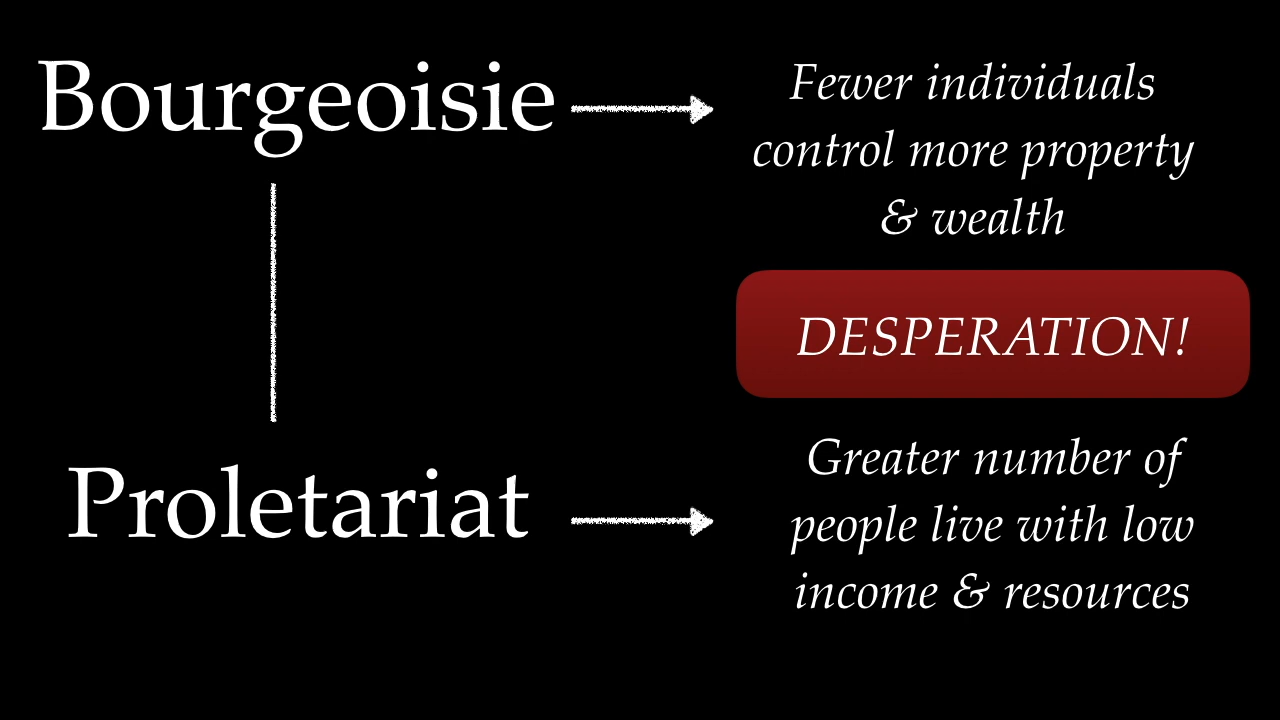 Bourgeoisie
Fewer individuals
control more property
& wealth
DESPERATION!
Proletariat
Greater number of
people live with low
income & resources